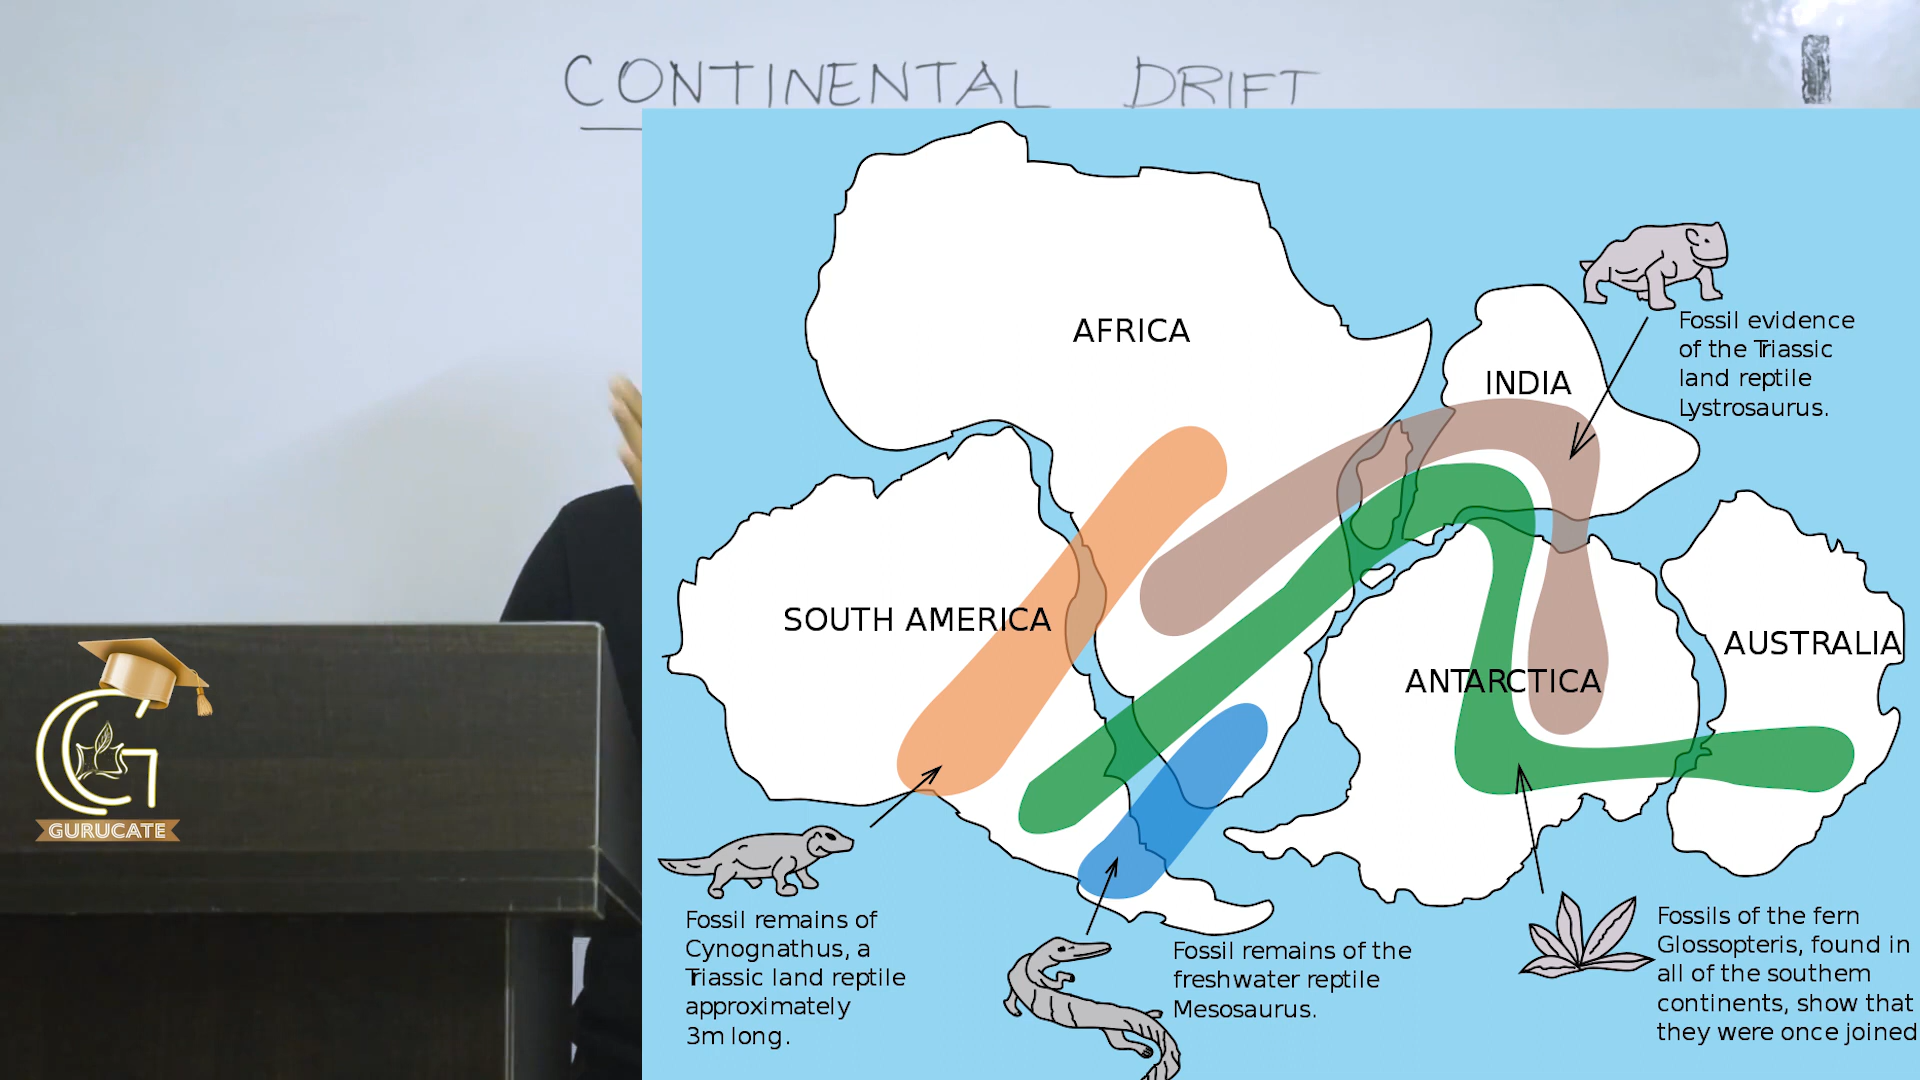 CONTINENTAL DRIFT
AFRICA
INDIA
Fossil evidence
of the Triassic
land reptile
Lystrosaurus.
SOUTH AMERICA
ANTARCTICA
AUSTRALIA
GURUCATE
Fossil remains of
Cynognathus, a
Triassic land reptile
approximately
3m long.
Fossil remains of the
freshwater reptile
Mesosaurus.
Fossils of the fern
Glossopteris, found in
all of the southern
continents, show that
they were once joined